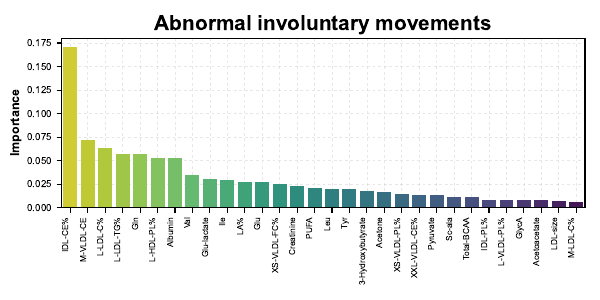 Abnormal involuntary movements
Importance
0.175
0.150
0.125
0.100
0.075
0.050
0.025
0.000
IDL-CE%
M-VLDL-CE
L-LDL-C%
L-LDL-TG%
Gln
L-HDL-PL%
Albumin
Val
Glu-lactate
Ile
LA%
Glu
XS-VLDL-FC%
Creatinine
PUFA
Leu
Tyr
3-Hydroxybutyrate
Acetone
XS-VLDL-PL%
XXL-VLDL-CE%
Pyruvate
Sc-ala
Total-BCAA
IDL-PL%
L-VLDL-PL%
GlycA
Acetoacetate
LDL-size
M-LDL-C%